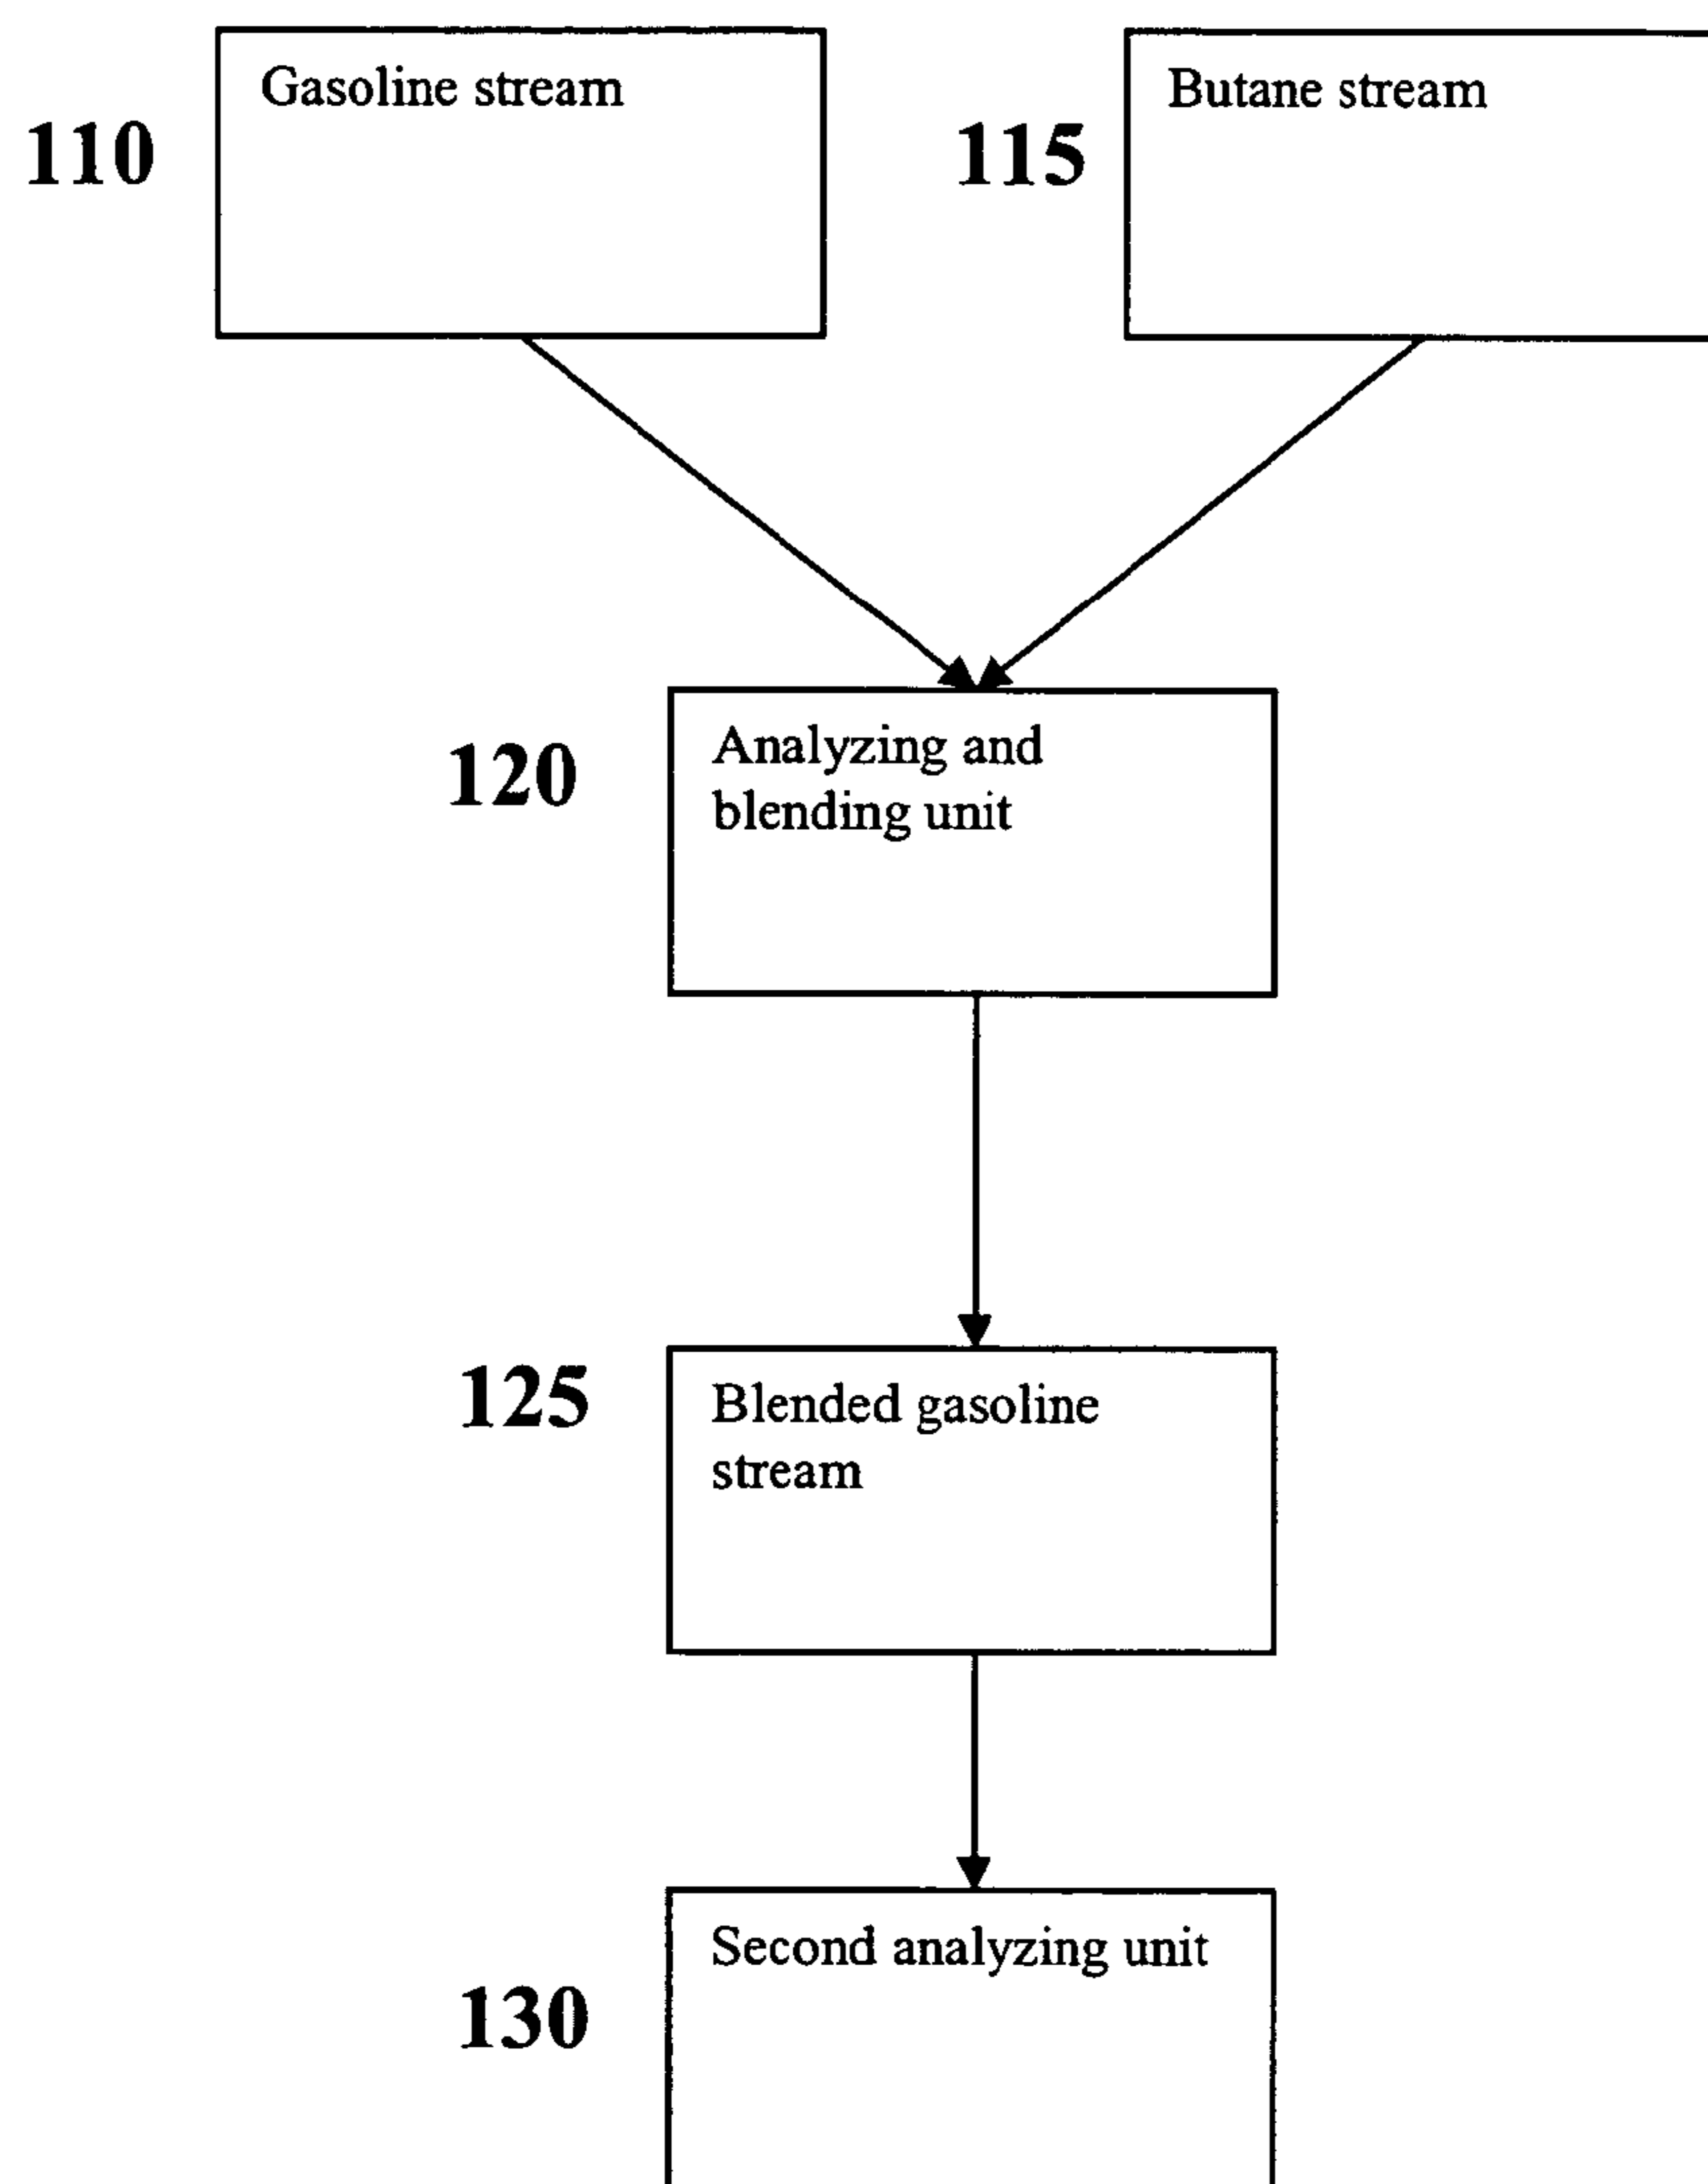 Gasoline stream
110
Butane stream
115
Analyzing and
blending unit
120
Blended gasoline
stream
125
Second analyzing unit
130